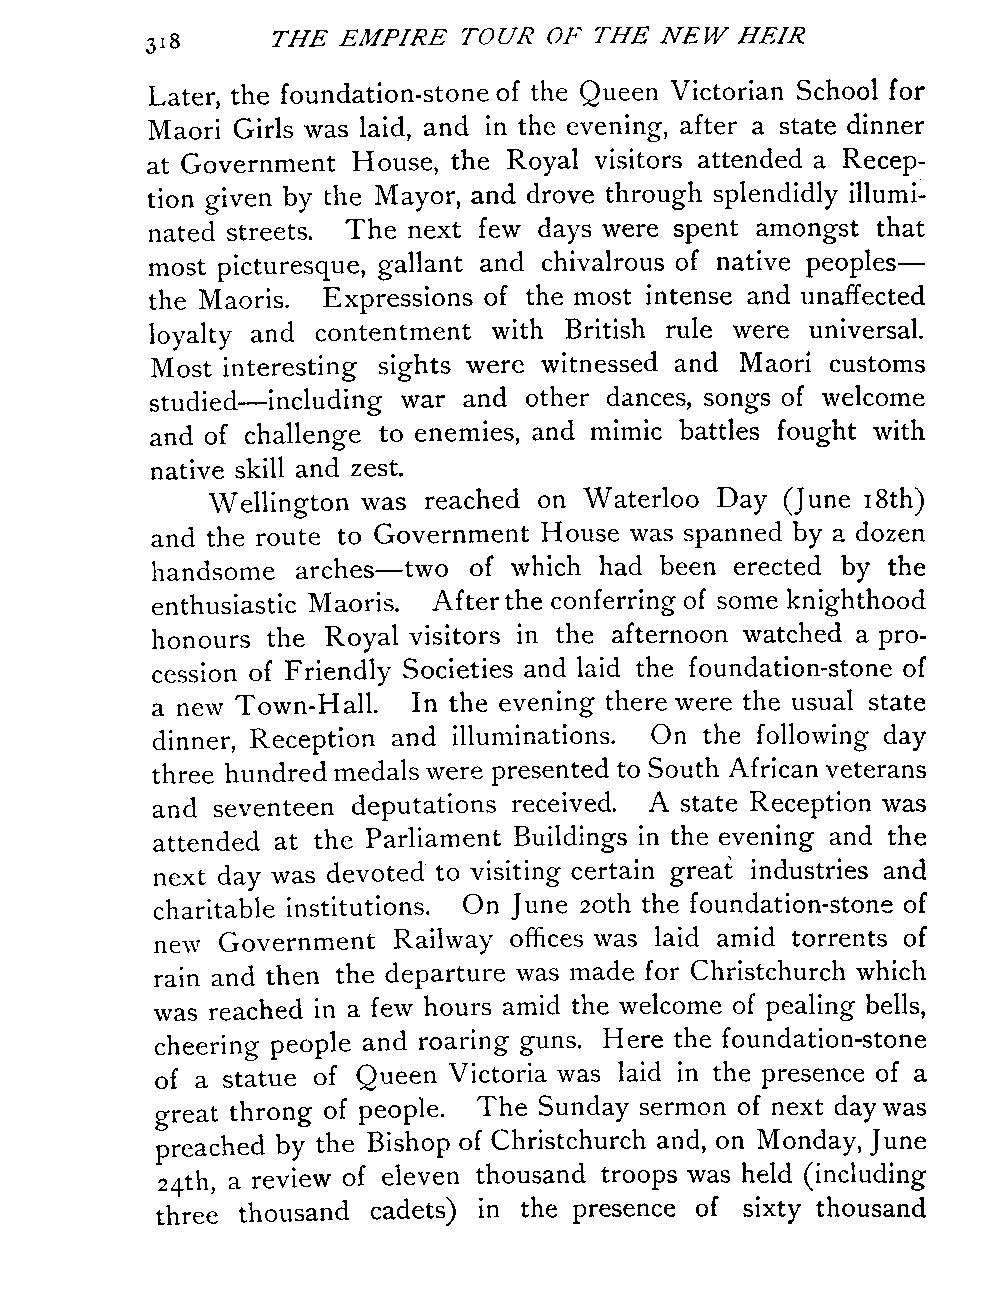 318 THE EMPIRE TOUR OF THE NEW HEIR
Later, the foundation-stone of the Queen Victorian School for
Maori Girls was laid, and in the evening, after a state dinner
at Government House, the Royal visitors attended a Recep-
tion given by the Mayor, and drove through splendidly illumi-
nated streets. The next few days were spent amongst that
most picturesque, gallant and chivalrous of native peoples—
the Maoris. Expressions of the most intense and unaffected
loyalty and contentment with British rule were universal.
Most interesting sights were witnessed and Maori customs
studied—including war and other dances, songs of welcome
and of challenge to enemies, and mimic battles fought with
native skill and zest.
Wellington was reached on Waterloo Day (June 18th)
and the route to Government House was spanned by a dozen
handsome arches—two of which had been erected by the
enthusiastic Maoris. After the conferring of some knighthood
honours the Royal visitors in the afternoon watched a pro-
cession of Friendly Societies and laid the foundation-stone of
a new Town-Hall. In the evening there were the usual state
dinner, Reception and illuminations. On the following day
three hundred medals were presented to South African veterans
and seventeen deputations received. A state Reception was
attended at the Parliament Buildings in the evening and the
next day was devoted to visiting certain great industries and
charitable institutions. On June 20th the foundation-stone of
new Government Railway offices was laid amid torrents of
rain and then the departure was made for Christchurch which
was reached in a few hours amid the welcome of pealing bells,
cheering people and roaring guns. Here the foundation-stone
of a statue of Queen Victoria was laid in the presence of a
great throng of people. The Sunday sermon of next day was
preached by the Bishop of Christchurch and, on Monday, June
24th, a review of eleven thousand troops was held (including
three thousand cadets) in the presence of sixty thousand